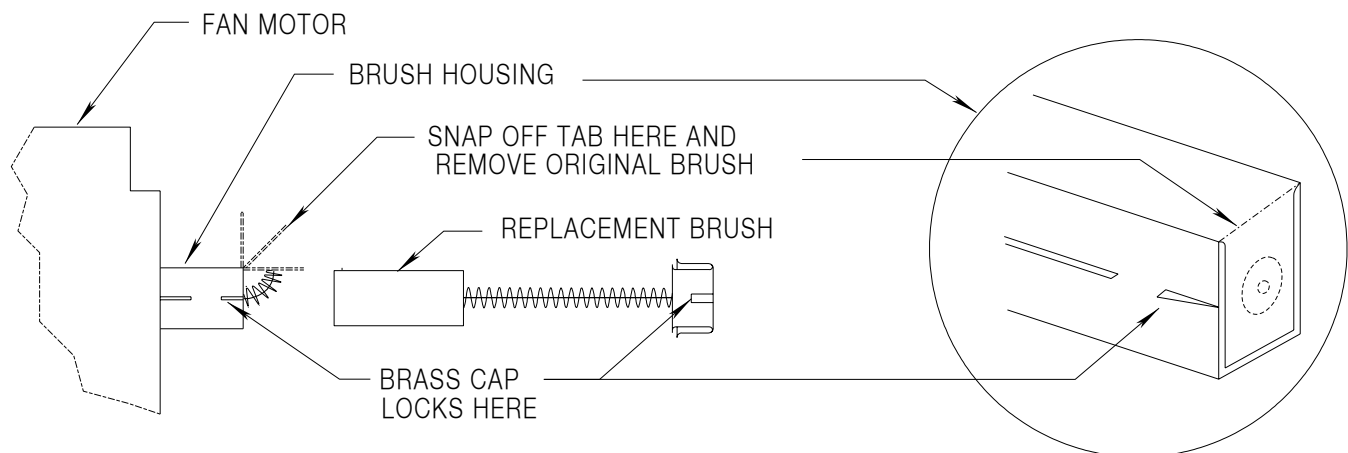 FAN MOTOR
BRUSH HOUSING
SNAP OFF TAB HERE AND
REMOVE ORIGINAL BRUSH
REPLACEMENT BRUSH
BRASS CAP
LOCKS HERE